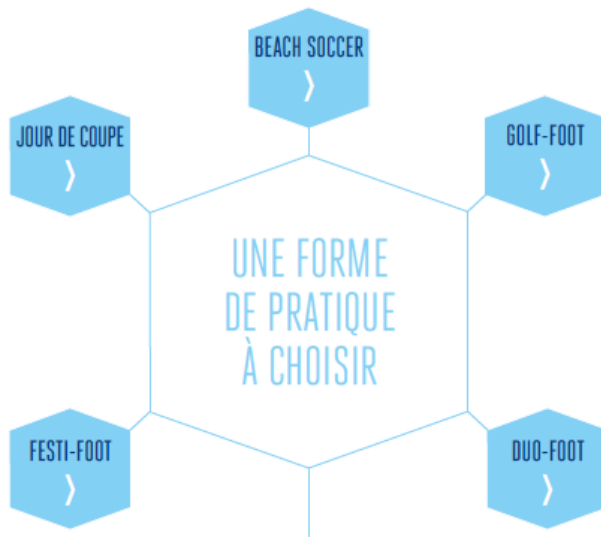 BEACH SOCCER
JOUR DE COUPE
GOLF-FOOT
UNE FORME
DE PRATIQUE
À CHOISIR
FESTI-FOOT
DUO-FOOT